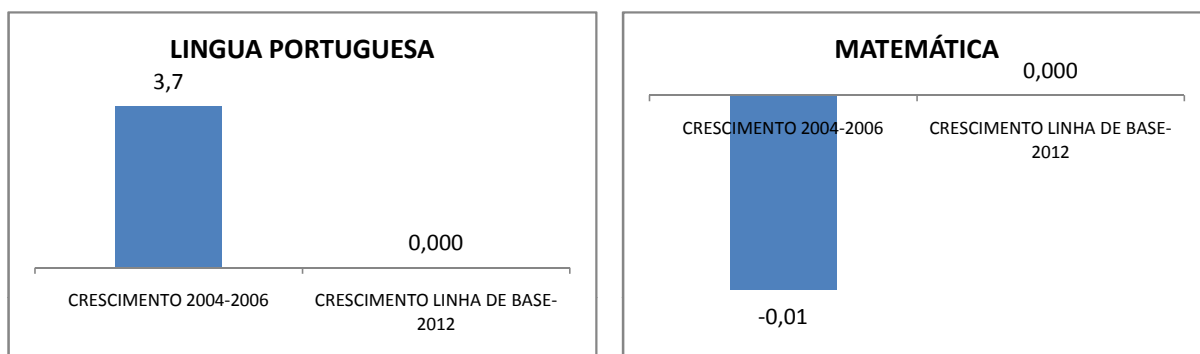 LINGUA PORTUGUESA
3,7
0,000
CRESCIMENTO 2004-2006
CRESCIMENTO LINHA DE BASE-
2012
MATEMÁTICA
0,000
CRESCIMENTO 2004-2006
CRESCIMENTO LINHA DE BASE-
2012
-0,01